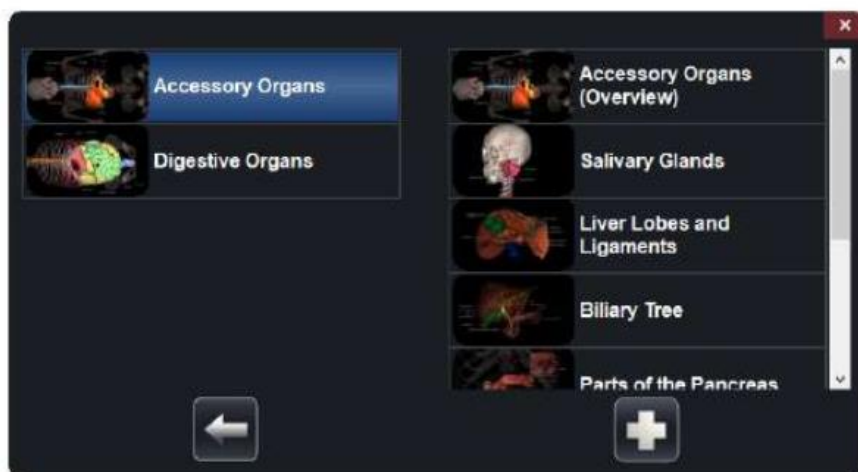 Accessory Organs
Digestive Organs
Accessory Organs
(Overview)
Salivary Glands
Liver Lobes and
Ligaments
Biliary Tree
Parts of the Pancreas